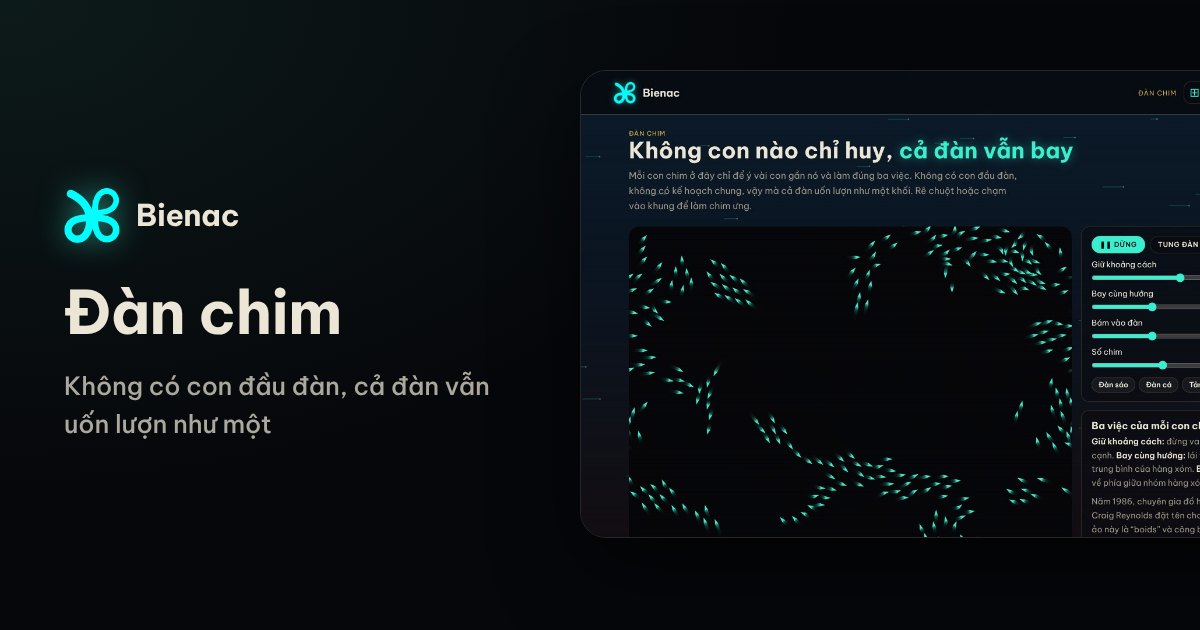 Bienac
Đàn chim
Không có con đầu đàn, cả đàn vẫn
uốn lượn như một
Bienac
ĐÀN CHIM
ĐÀN CHIM
Không con nào chỉ huy, cả đàn vẫn bay
Mỗi con chim ở đây chỉ để ý vài con gần nó và làm đúng ba việc. Không có con đầu đàn,
không có kế hoạch chung, vậy mà cả đàn uốn lượn như một khối. Rê chuột hoặc chạm
vào khung để làm chim ưng.
DỪNG
TUNG ĐÀN
Giữ khoảng cách
Bay cùng hướng
Bám vào đàn
Số chim
Đàn sáo
Đàn cá
Ba việc của mỗi con
Giữ khoảng cách: đừng
cạnh. Bay cùng hướng: lái
trung bình của hàng xóm.
về phía giữa nhóm hàng
Năm 1986, chuyên gia đồ
Craig Reynolds đặt tên
ảo này là “boids” và công